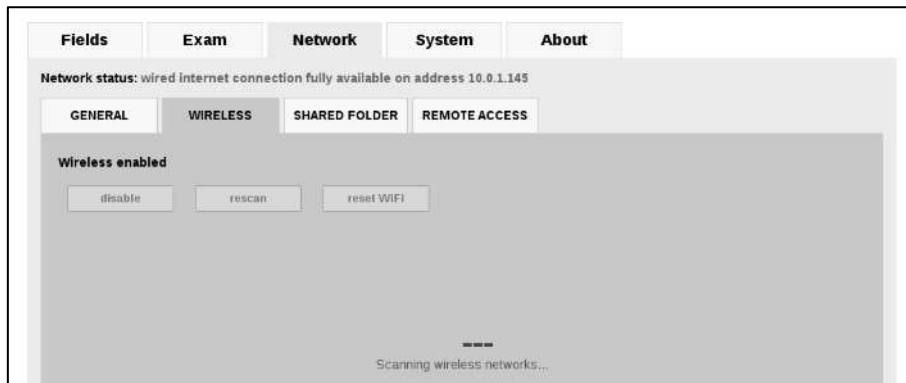 Fields Exam Network System About
Network status: wired internet connection fully available on address 10.0.1.145
GENERAL WIRELESS SHARED FOLDER REMOTE ACCESS
Wireless enabled
disable rescan reset WIFI
Scanning wireless networks...